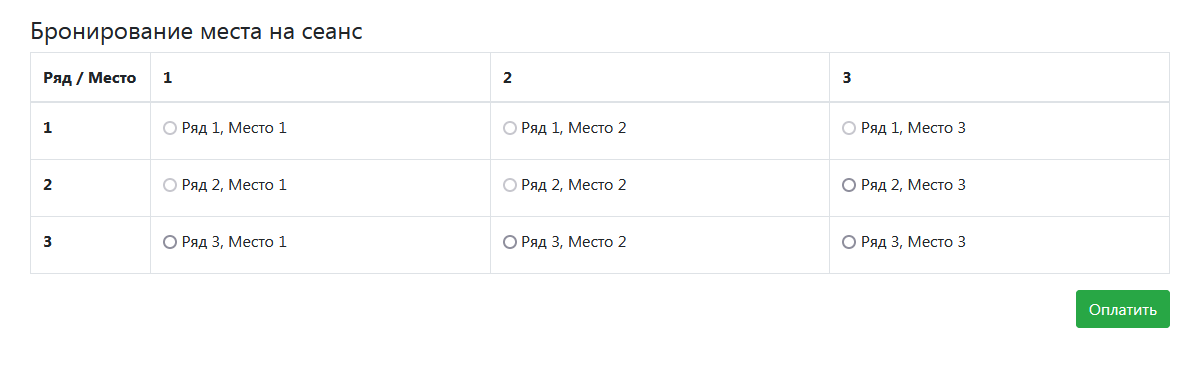 Бронирование места на сеанс
Ряд / Место 1 2 3
1 Ряд 1, Место 1 Ряд 1, Место 2 Ряд 1, Место 3
2 Ряд 2, Место 1 Ряд 2, Место 2 Ряд 2, Место 3
3 Ряд 3, Место 1 Ряд 3, Место 2 Ряд 3, Место 3
Оплатить